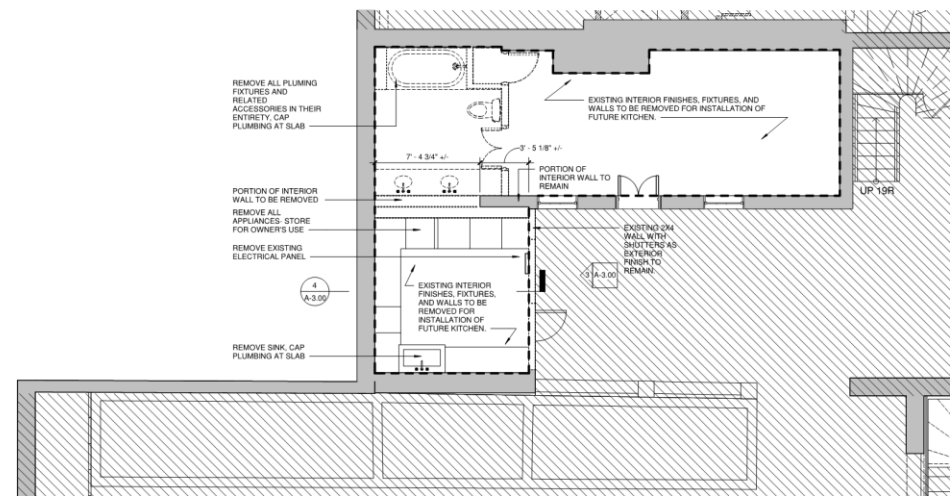 REMOVE ALL PLUMING
FIXTURES AND
RELATED
ACCESSORIES IN THEIR
ENTIRETY, CAP
PLUMBING AT SLAB
EXISTING INTERIOR FINISHES, FIXTURES, AND
WALLS TO BE REMOVED FOR INSTALLATION OF
FUTURE KITCHEN.
7' - 4 3/4" +/-
3' - 5 1/8" +/-
PORTION OF
INTERIOR WALL TO
REMAIN
UP 19R
PORTION OF INTERIOR
WALL TO BE REMOVED
REMOVE ALL
APPLIANCES- STORE
FOR OWNER'S USE
REMOVE EXISTING
ELECTRICAL PANEL
EXISTING 2X4
WALL WITH
SHUTTERS AS
EXTERIOR
FINISH TO
REMAIN
3
A-3.00
4
A-3.00
EXISTING INTERIOR
FINISHES, FIXTURES,
AND WALLS TO BE
REMOVED FOR
INSTALLATION OF
FUTURE KITCHEN.
REMOVE SINK, CAP
PLUMBING AT SLAB